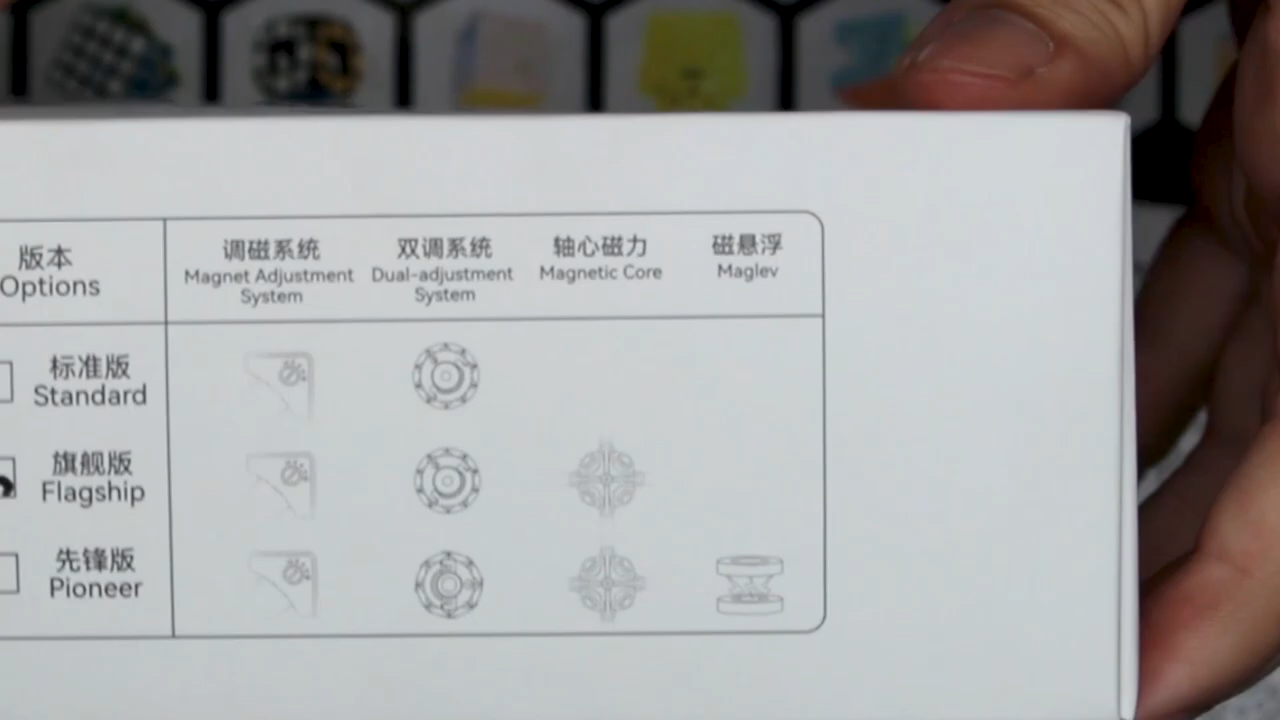 版本
Options
调磁系统
Magnet Adjustment
System
双调系统
Dual-adjustment
System
轴心磁力
Magnetic Core
磁悬浮
Maglev
标准版
Standard
旗舰版
Flagship
先锋版
Pioneer